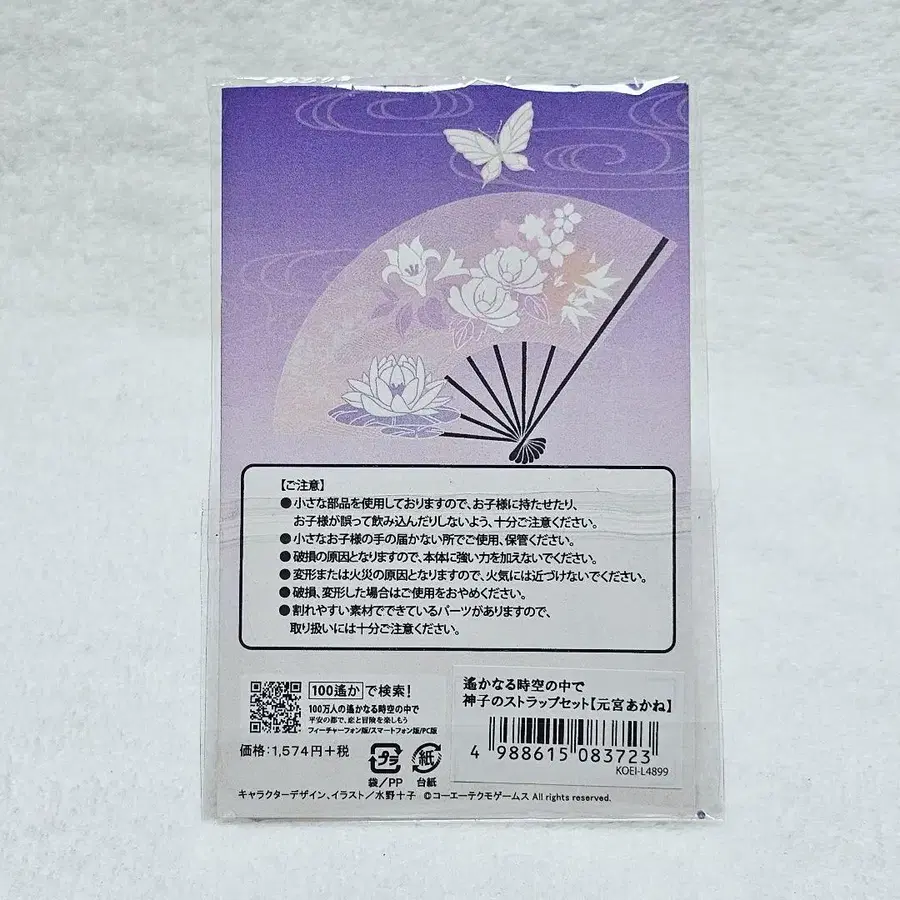 【ご注意】
●小さな部品を使用しておりますので、お子様に持たせたり、
お子様が誤って飲み込んだりしないよう、十分ご注意ください。
●小さなお子様の手の届かない所でご使用、保管ください。
●破損の原因となりますので、本体に強い力を加えないでください。
●変形または火災の原因となりますので、火気には近づけないでください。
●破損、変形した場合はご使用をおやめください。
●割れやすい素材でできているパーツがありますので、
取り扱いには十分ご注意ください。
100遙か で検索!
100万人の遙かなる時空の中で
平安の都で、恋と冒険を楽しもう
フィーチャーフォン版/スマートフォン版/PC版
価格:1,574円+税
プラ
袋/PP
紙
台紙
遙かなる時空の中で
神子のストラップセット【元宮あかね】
4 988615 083723
KOEI-L4899
キャラクターデザイン、イラスト/水野十子 ©コーエーテクモゲームス All rights reserved.